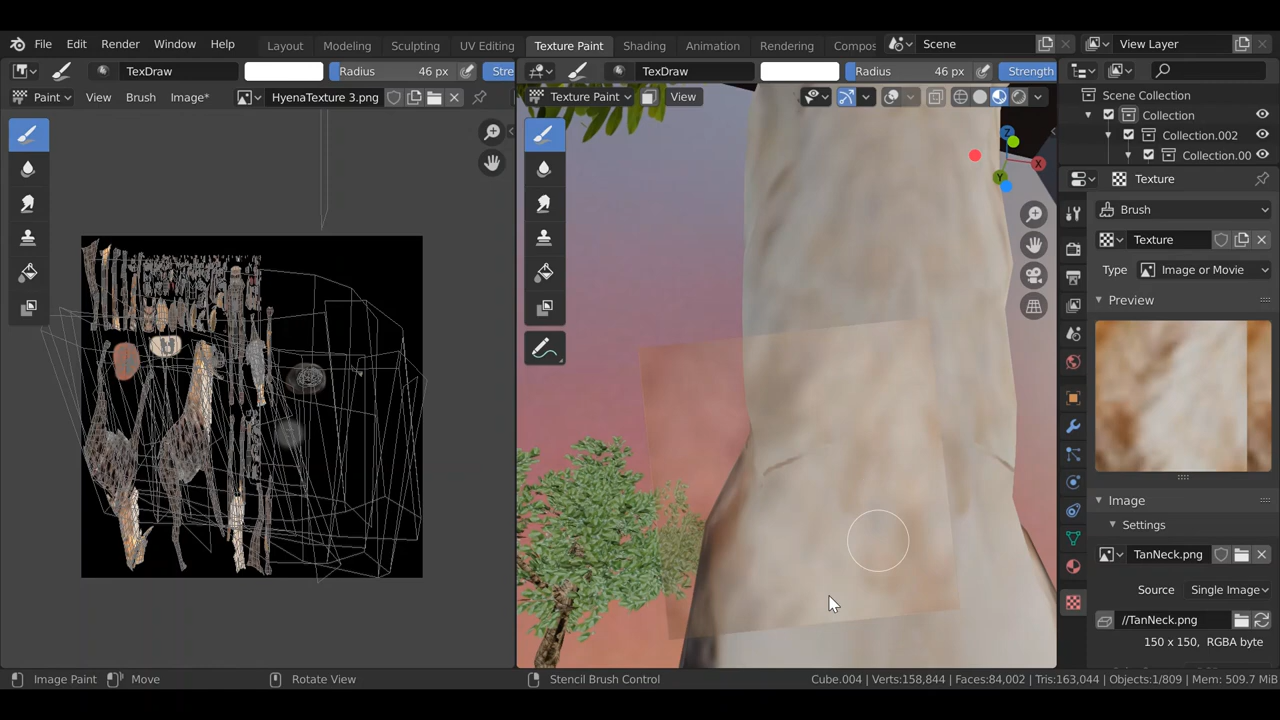 File Edit Render Window Help Layout Modeling Sculpting UV Editing Texture Paint Shading Animation Rendering Compos Scene View Layer
TexDraw Radius 46 px Stre TexDraw Radius 46 px Strength
Paint View Brush Image* HyenaTexture 3.png Texture Paint View
Scene Collection
Collection
Collection.002
Collection.00
Texture
Brush
Texture
Type Image or Movie
Preview
Image
Settings
TanNeck.png
Source Single Image
//TanNeck.png
150 x 150, RGBA byte
Image Paint Move Rotate View Stencil Brush Control Cube.004 | Verts:158,844 | Faces:84,002 | Tris:163,044 | Objects:1/809 | Mem: 509.7 MiB
X
Y
Z